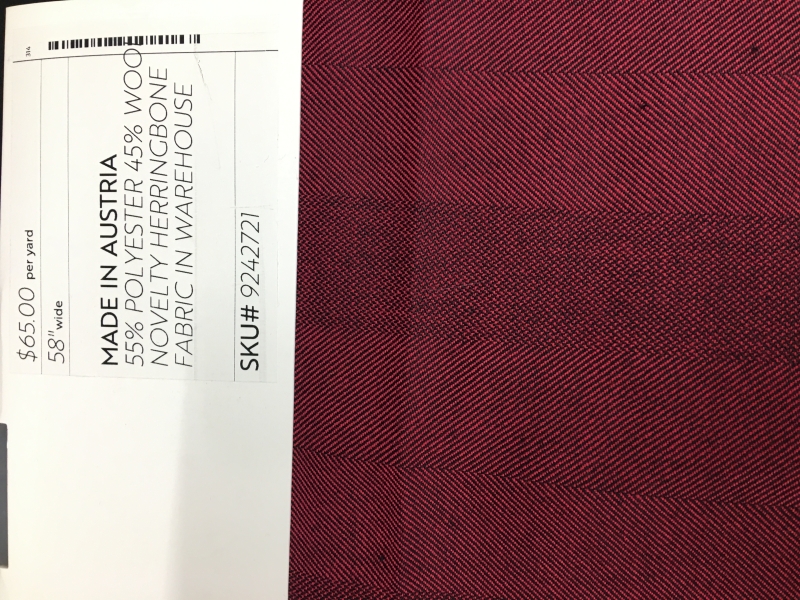 314
$65.00 per yard
58" wide
MADE IN AUSTRIA
55% POLYESTER 45% WOO
NOVELTY HERRINGBONE
FABRIC IN WAREHOUSE
SKU# 9242721